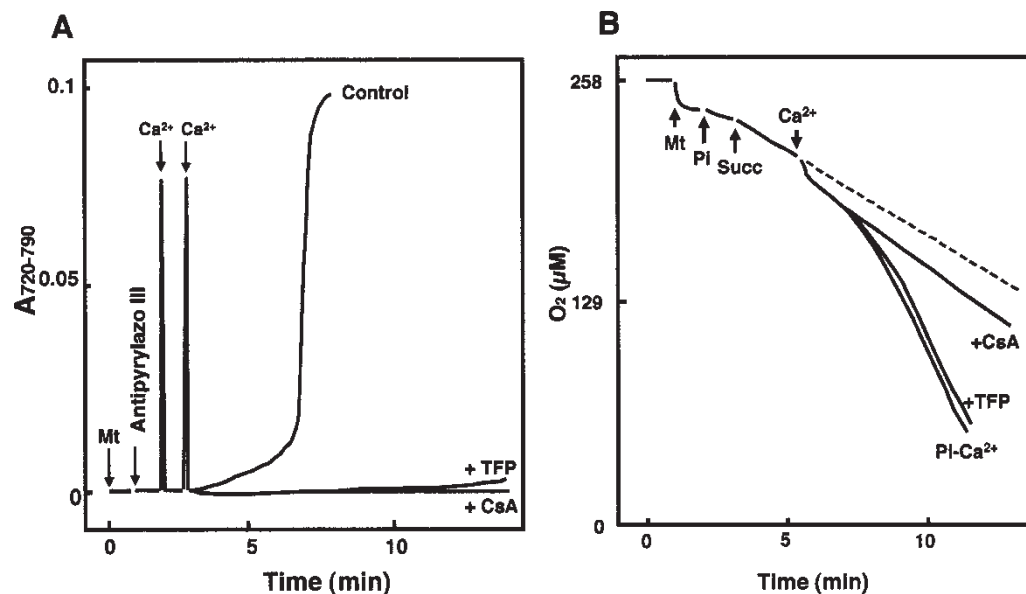 A
0.1
Control
Ca²⁺ Ca²⁺
A720-790
0.05
Antipyrylazo III
Mt
+ TFP
0
+ CsA
0 5 10
Time (min)
B
258
Ca²⁺
Mt
Pi
Succ
O₂ (µM)
129
+CsA
+TFP
Pi-Ca²⁺
0
0 5 10
Time (min)